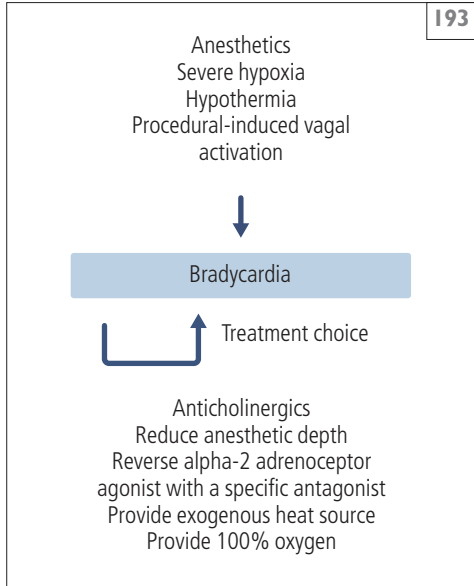 193
Anesthetics
Severe hypoxia
Hypothermia
Procedural-induced vagal
activation
Bradycardia
Treatment choice
Anticholinergics
Reduce anesthetic depth
Reverse alpha-2 adrenoceptor
agonist with a specific antagonist
Provide exogenous heat source
Provide 100% oxygen